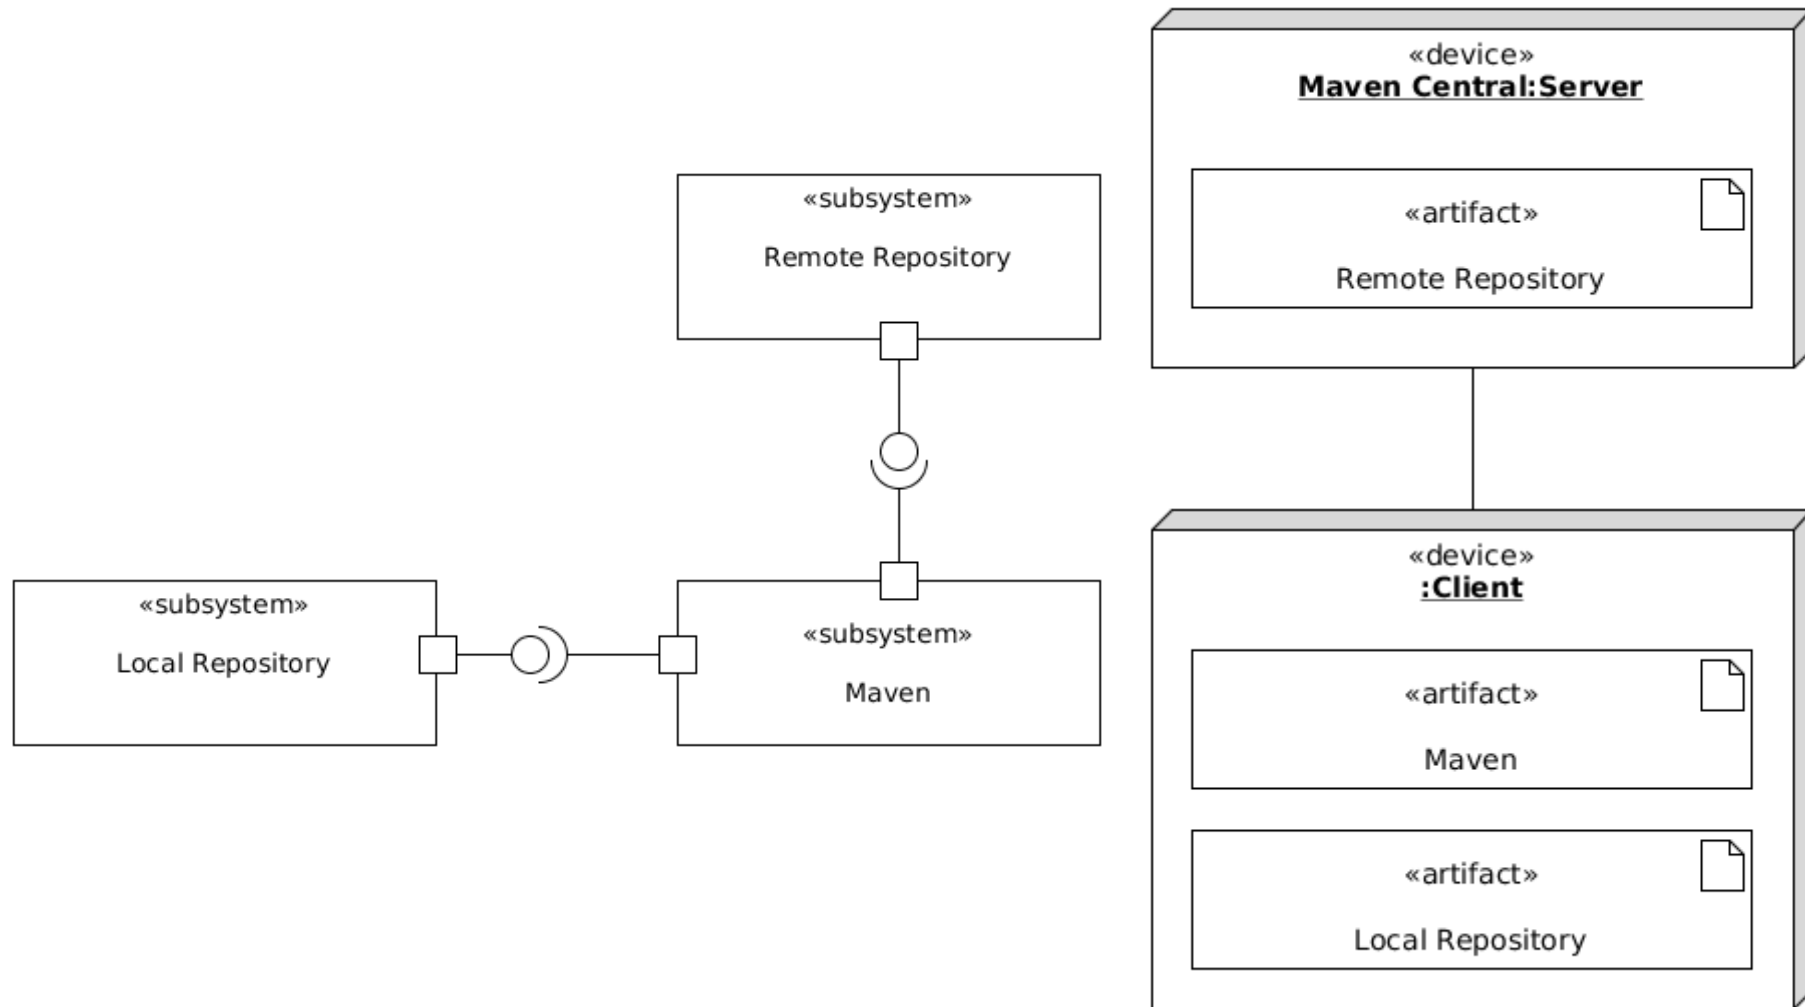 «subsystem»
Remote Repository
«subsystem»
Local Repository
«subsystem»
Maven
«device»
Maven Central:Server
«artifact»
Remote Repository
«device»
:Client
«artifact»
Maven
«artifact»
Local Repository